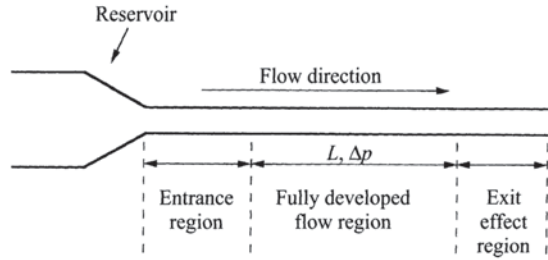 Reservoir
Flow direction
L, Δp
Entrance
region
Fully developed
flow region
Exit
effect
region